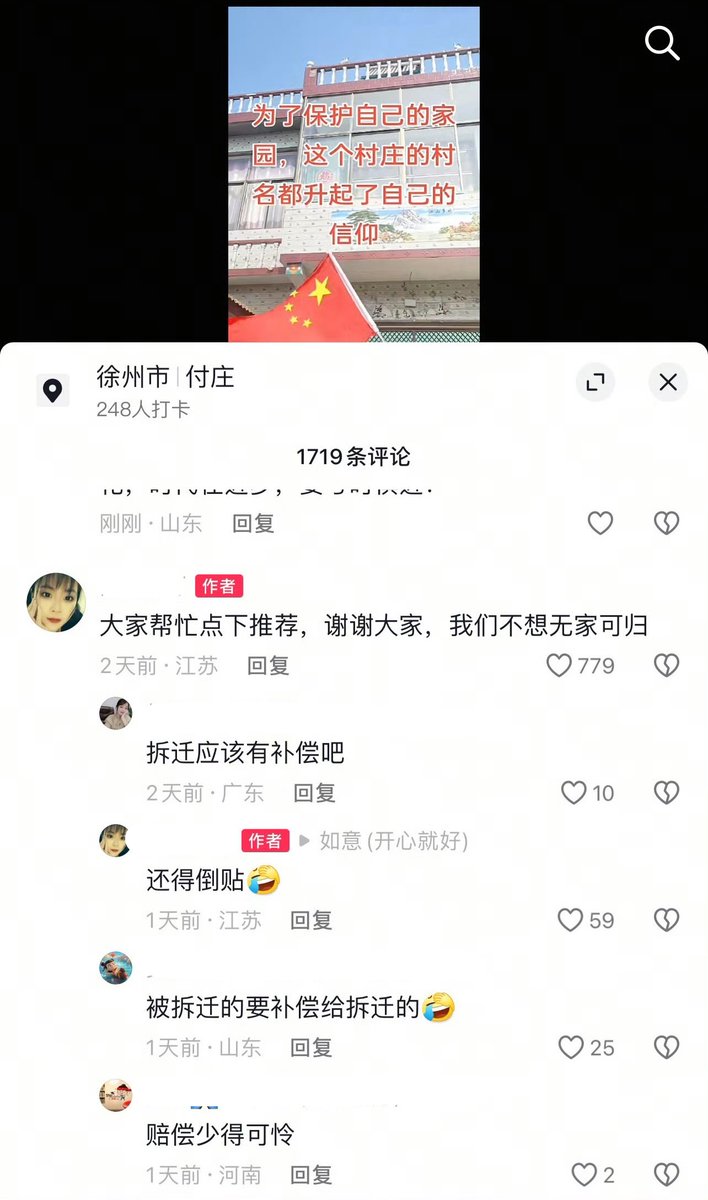 为了保护自己的家
园，这个村庄的村
名都升起了自己的
信仰
徐州市 付庄
248人打卡
1719条评论
刚刚 · 山东 回复
作者
大家帮忙点下推荐，谢谢大家，我们不想无家可归
2天前 · 江苏 回复 779
拆迁应该有补偿吧
2天前 · 广东 回复 10
作者 如意 (开心就好)
还得倒贴🤣
1天前 · 江苏 回复 59
被拆迁的要补偿给拆迁的🤣
1天前 · 山东 回复 25
赔偿少得可怜
1天前 · 河南 回复 2